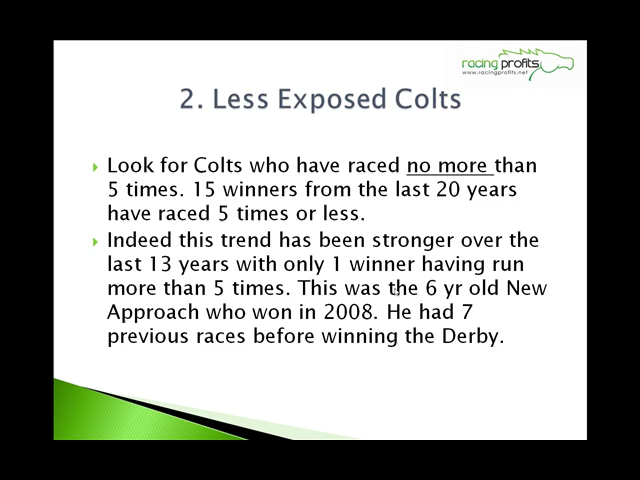 racing profits
www.racingprofits.net
2. Less Exposed Colts
Look for Colts who have raced no more than
5 times. 15 winners from the last 20 years
have raced 5 times or less.
Indeed this trend has been stronger over the
last 13 years with only 1 winner having run
more than 5 times. This was the 6 yr old New
Approach who won in 2008. He had 7
previous races before winning the Derby.